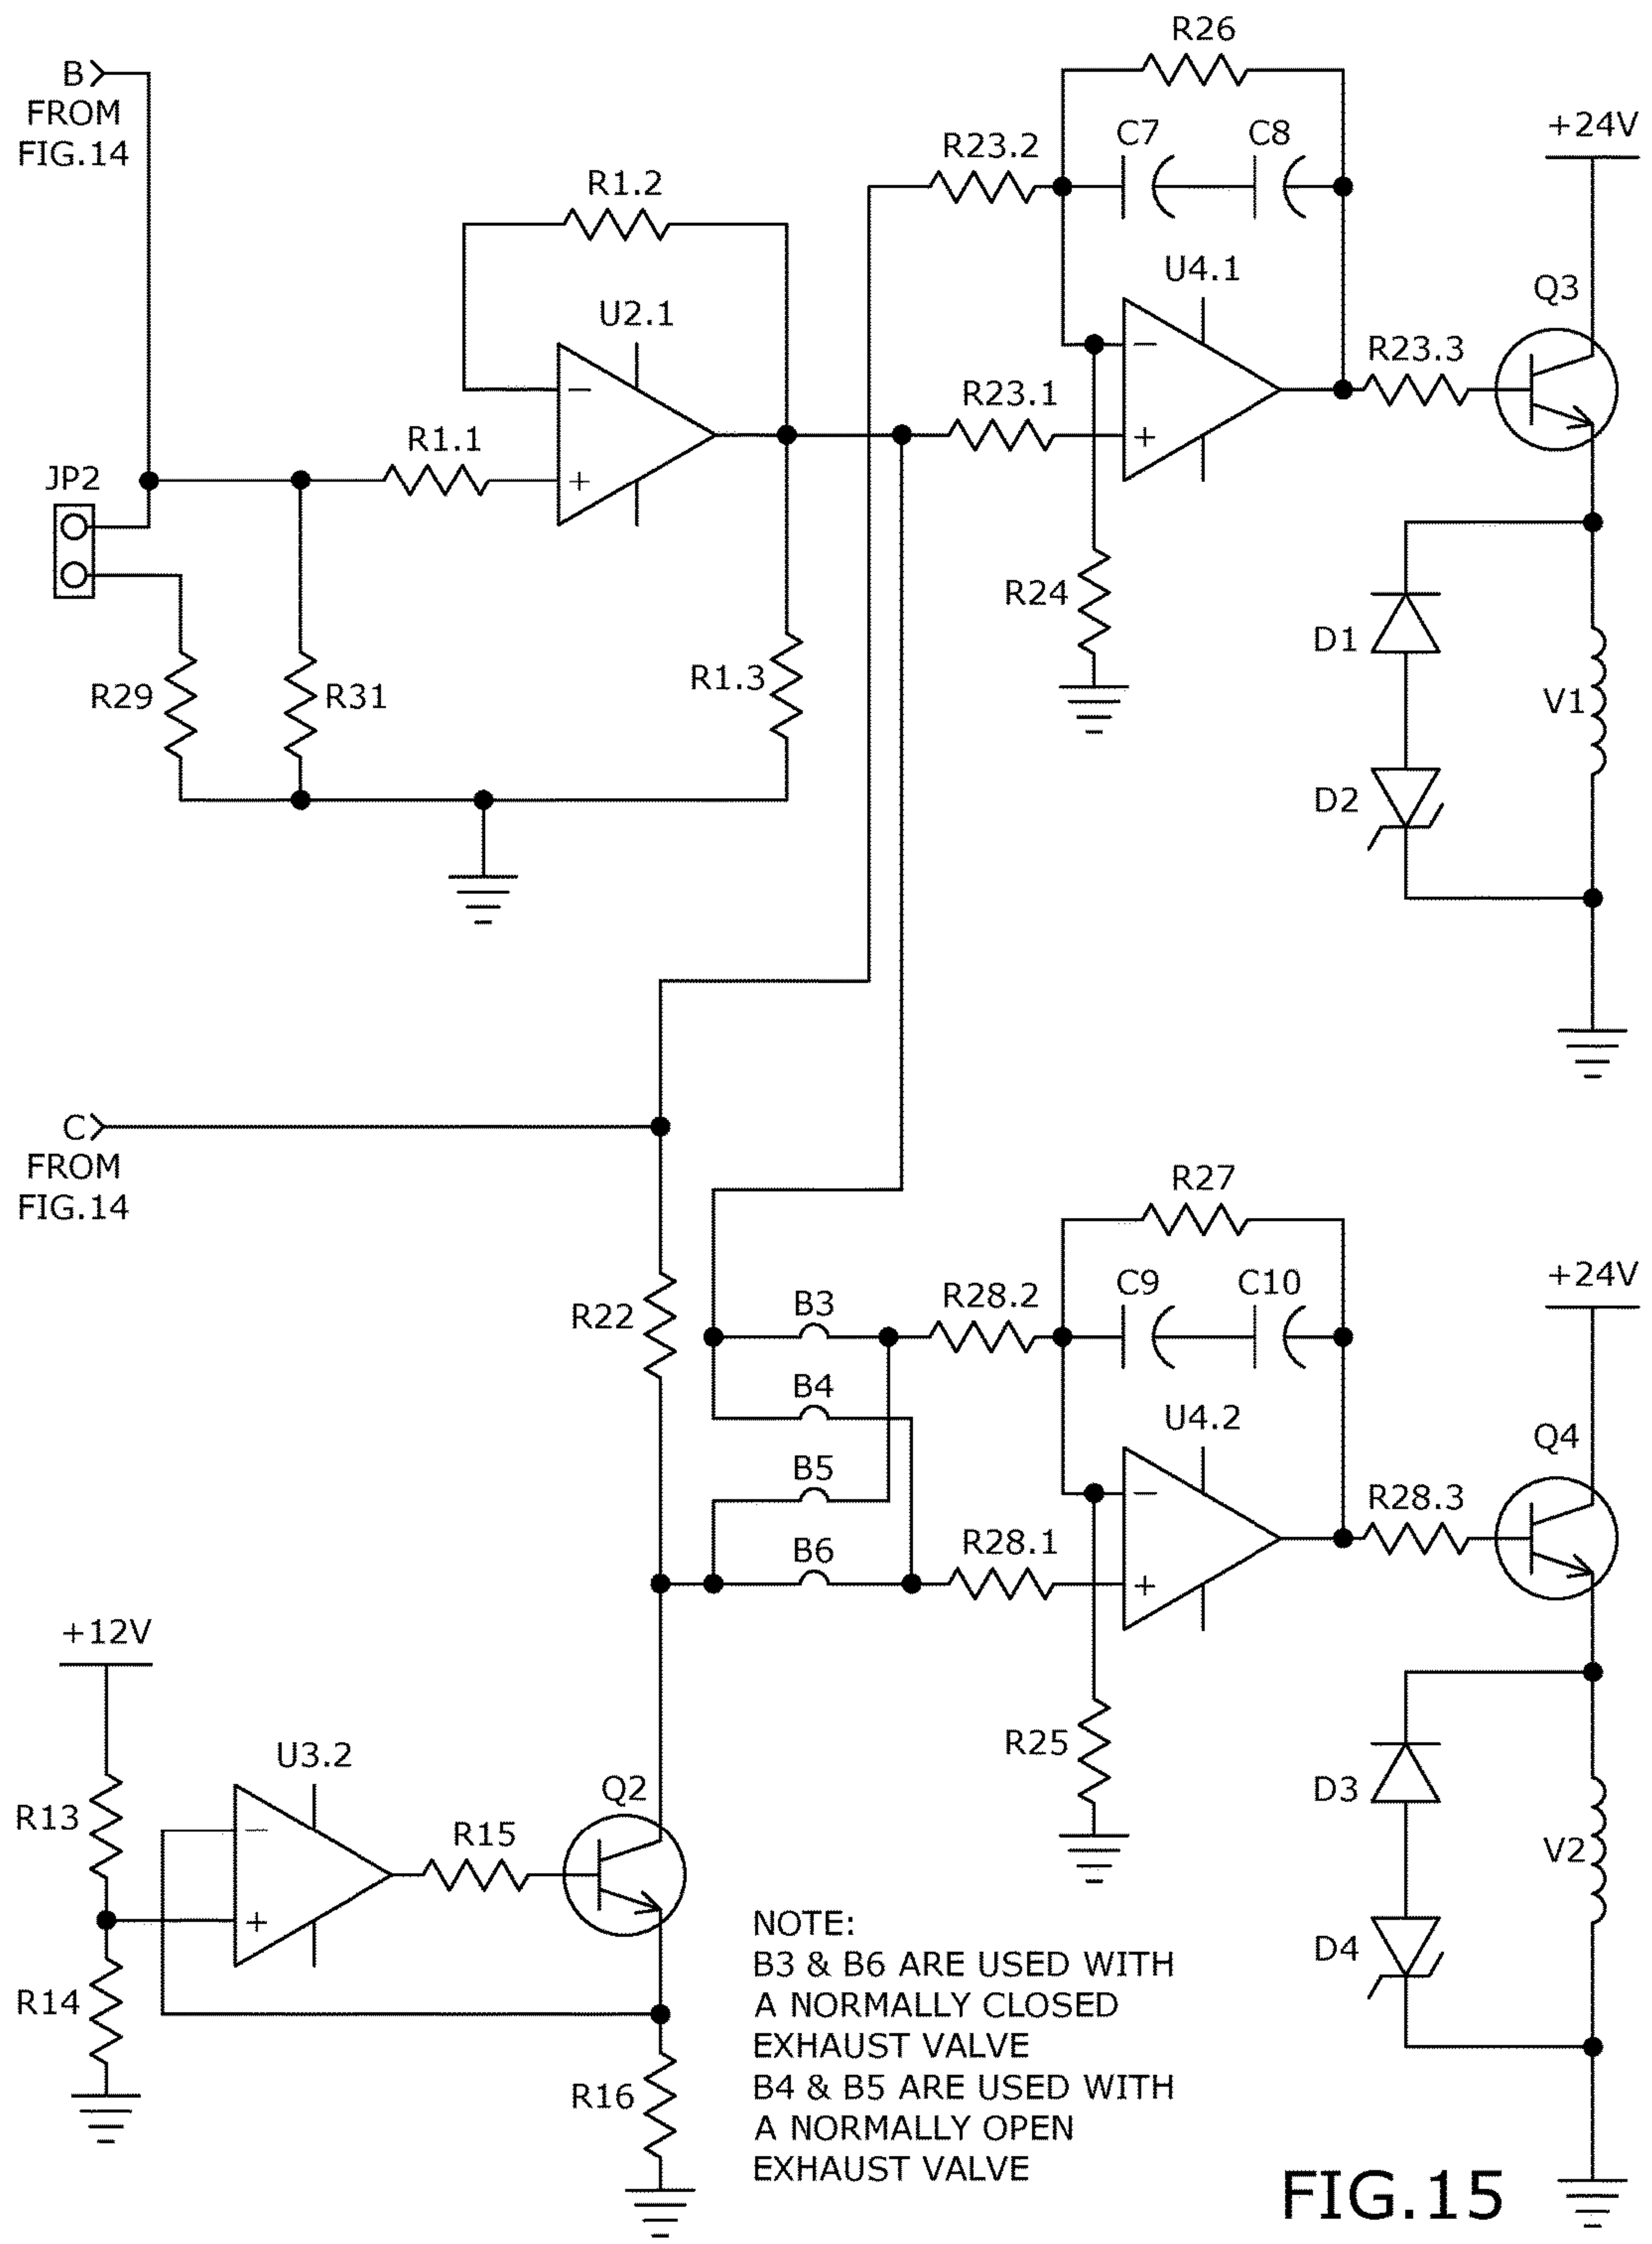 R26
B
FROM
FIG.14
+24V
C7
C8
R23.2
R1.2
U4.1
Q3
U2.1
R23.3
R23.1
R1.1
JP2
−
+
−
+
R24
D1
R1.3
R29
R31
V1
D2
C
FROM
FIG.14
R27
+24V
C9
C10
R28.2
B3
R22
B4
U4.2
Q4
B5
R28.3
−
B6
R28.1
+
+12V
R25
U3.2
Q2
D3
R13
R15
V2
−
+
R14
D4
R16
NOTE:
B3 & B6 ARE USED WITH
A NORMALLY CLOSED
EXHAUST VALVE
B4 & B5 ARE USED WITH
A NORMALLY OPEN
EXHAUST VALVE
FIG.15